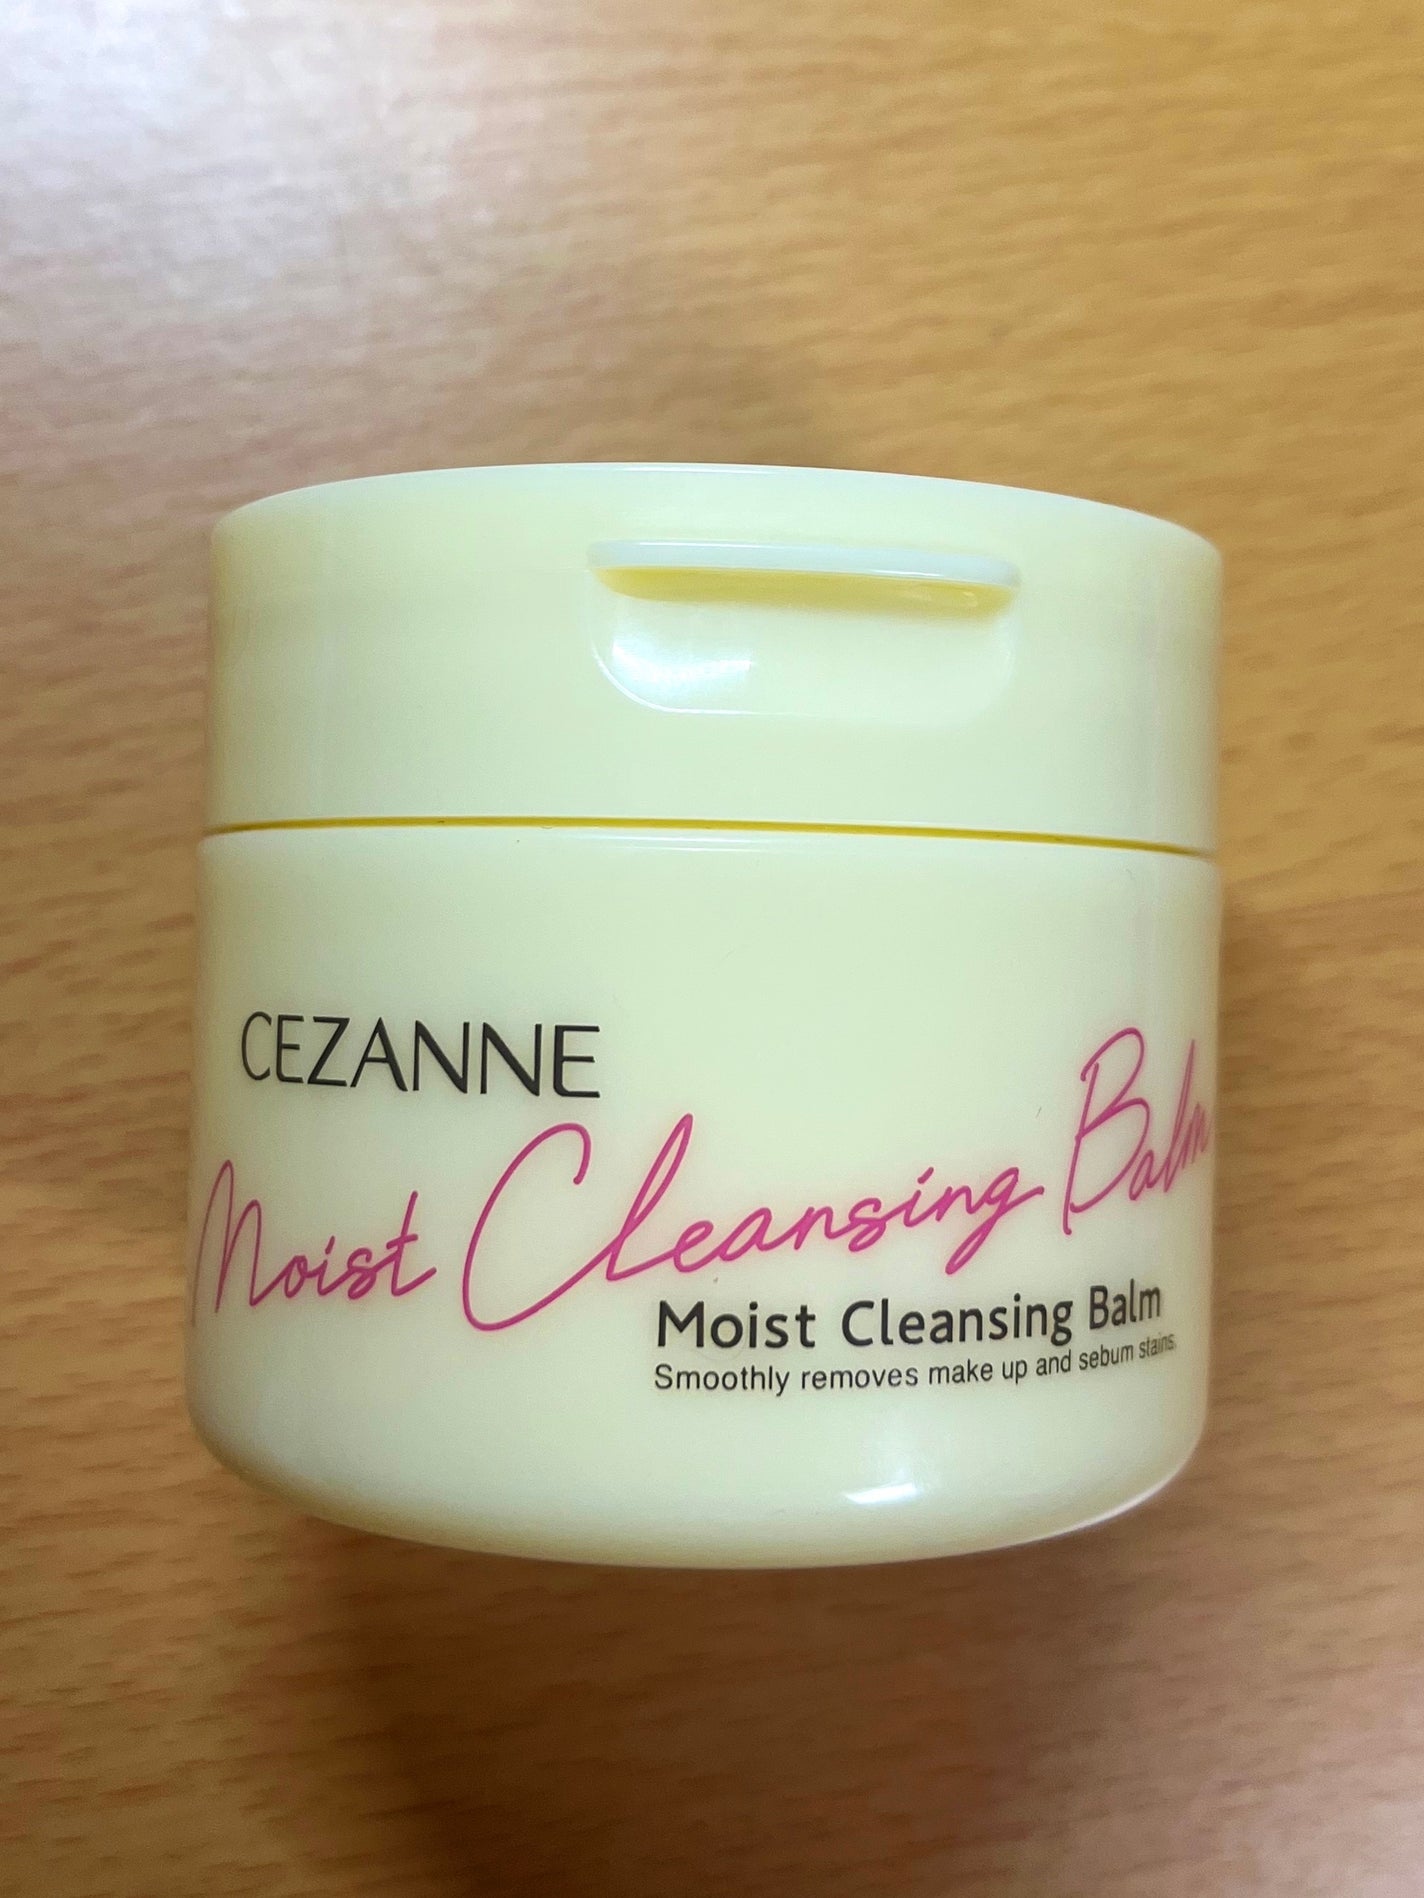 CEZANNE
Moist Cleansing Balm
Moist Cleansing Balm
Smoothly removes make up and sebum stains.